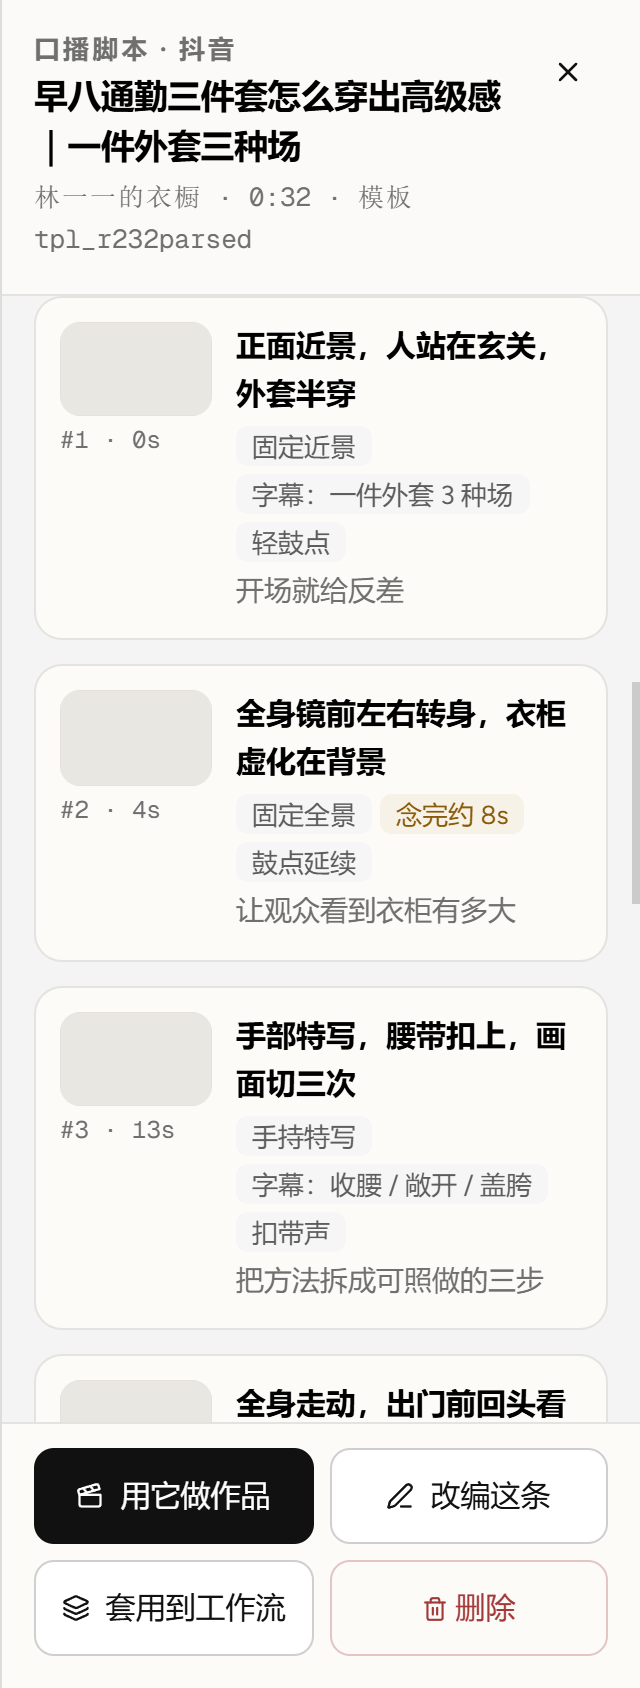 口播脚本 · 抖音
早八通勤三件套怎么穿出高级感
｜一件外套三种场
林一一的衣橱 · 0:32 · 模板
tpl_r232parsed
正面近景，人站在玄关，
外套半穿
#1 · 0s
固定近景
字幕：一件外套 3 种场
轻鼓点
开场就给反差
全身镜前左右转身，衣柜
虚化在背景
#2 · 4s
固定全景 念完约 8s
鼓点延续
让观众看到衣柜有多大
手部特写，腰带扣上，画
面切三次
#3 · 13s
手持特写
字幕：收腰 / 敞开 / 盖胯
扣带声
把方法拆成可照做的三步
全身走动，出门前回头看
用它做作品
改编这条
套用到工作流
删除